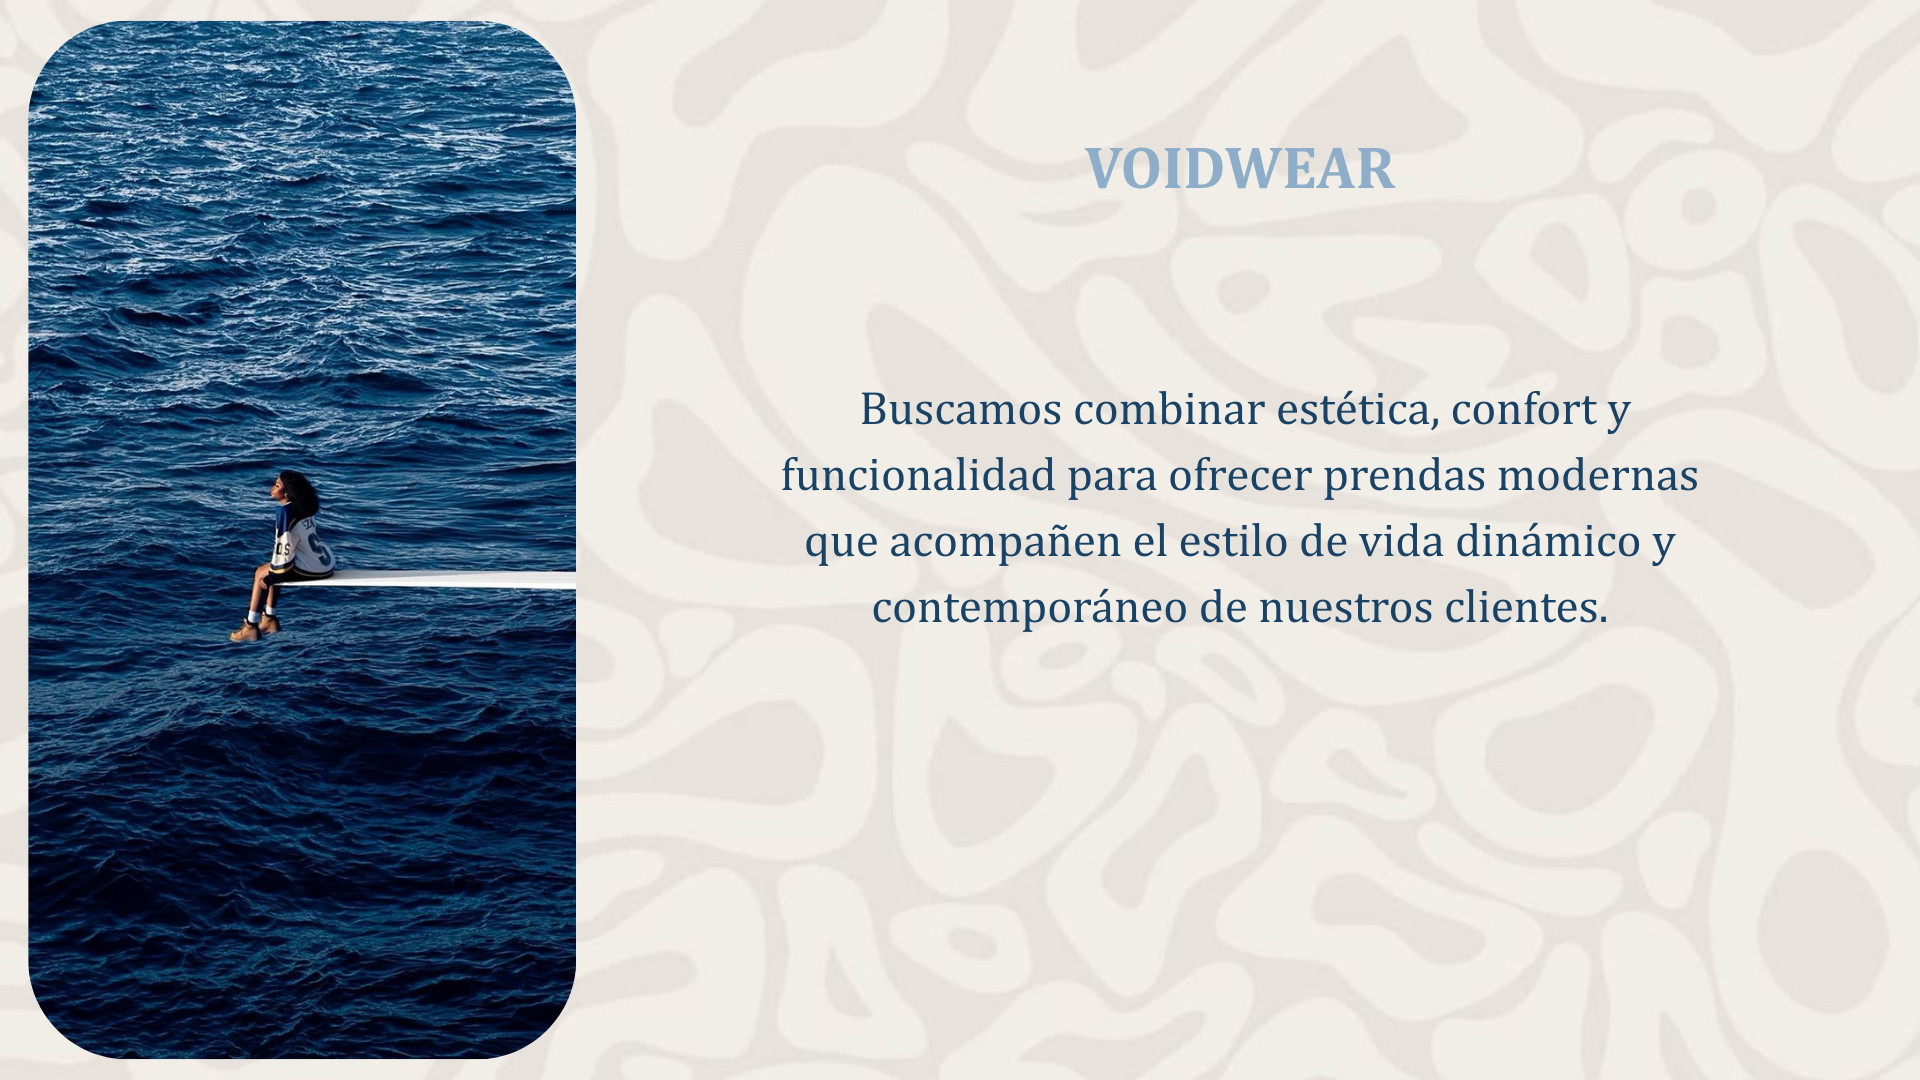 VOIDWEAR
Buscamos combinar estética, confort y
funcionalidad para ofrecer prendas modernas
que acompañen el estilo de vida dinámico y
contemporáneo de nuestros clientes.